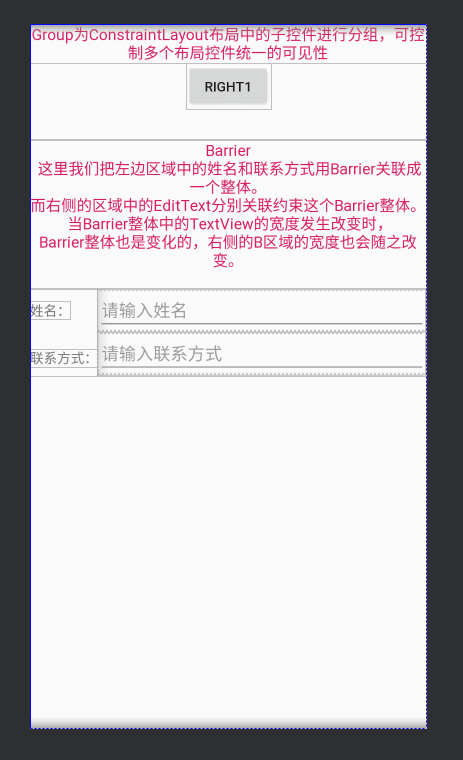 Group为ConstraintLayout布局中的子控件进行分组，可控
制多个布局控件统一的可见性
RIGHT1
Barrier
这里我们把左边区域中的姓名和联系方式用Barrier关联成
一个整体。
而右侧的区域中的EditText分别关联约束这个Barrier整体。
当Barrier整体中的TextView的宽度发生改变时，
Barrier整体也是变化的，右侧的B区域的宽度也会随之改
变。
姓名：
请输入姓名
联系方式：
请输入联系方式